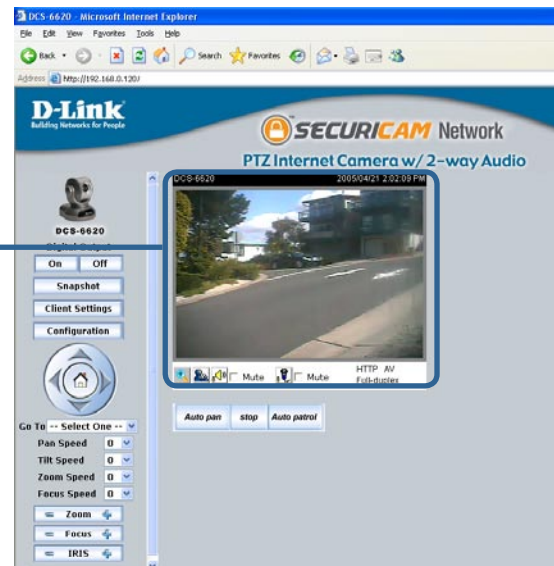 DCS-6620 - Microsoft Internet Explorer
File Edit View Favorites Tools Help
Back Search Favorites
Address http://192.168.0.120/
D-Link
Building Networks for People
SECURICAM Network
PTZ Internet Camera w/ 2-way Audio
DCS-6620 2005/04/21 2:02:09 PM
DCS-6620
Digital Output
On Off
Snapshot
Client Settings
Configuration
Mute Mute HTTP AV
Full-duplex
Auto pan stop Auto patrol
Go To -- Select One --
Pan Speed 0
Tilt Speed 0
Zoom Speed 0
Focus Speed 0
Zoom
Focus
IRIS